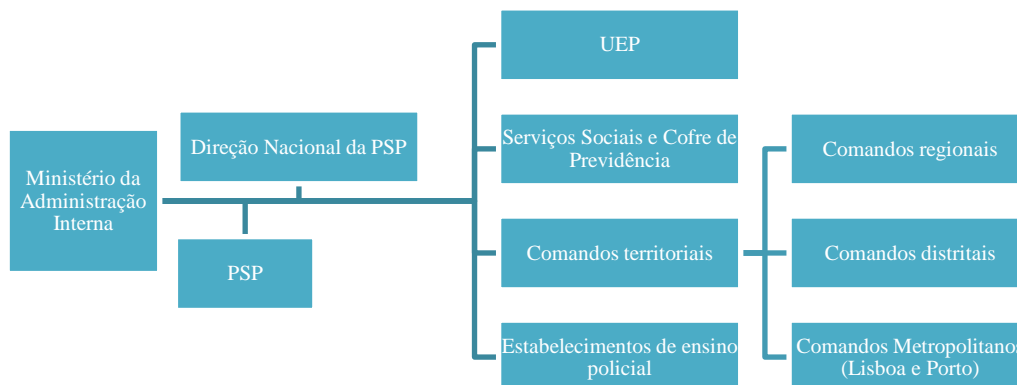 Ministério da
Administração
Interna
Direção Nacional da PSP
PSP
UEP
Serviços Sociais e Cofre de
Previdência
Comandos territoriais
Estabelecimentos de ensino
policial
Comandos regionais
Comandos distritais
Comandos Metropolitanos
(Lisboa e Porto)